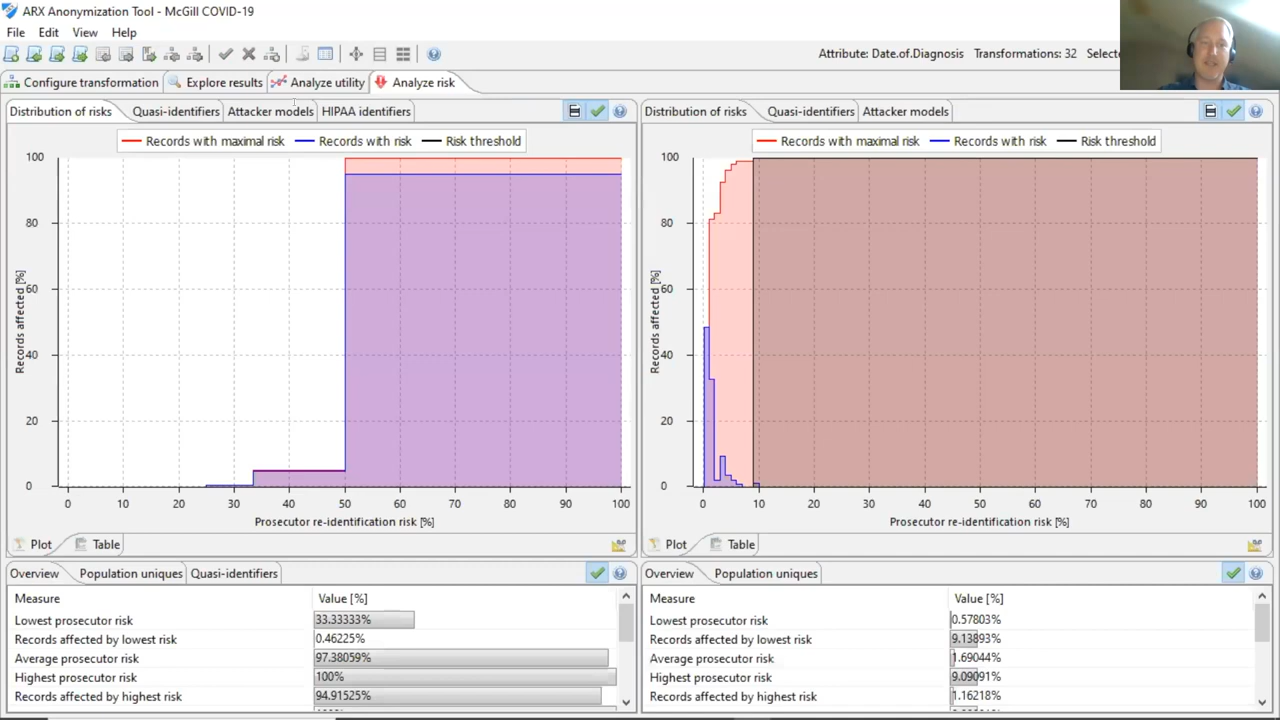 ARX Anonymization Tool - McGill COVID-19
File Edit View Help
Attribute: Date.of.Diagnosis Transformations: 32 Selecte
Configure transformation Explore results Analyze utility Analyze risk
Distribution of risks Quasi-identifiers Attacker models HIPAA identifiers
Records with maximal risk Records with risk Risk threshold
100
80
60
40
20
0
Records affected [%]
0 10 20 30 40 50 60 70 80 90 100
Prosecutor re-identification risk [%]
Plot Table
Overview Population uniques Quasi-identifiers
Measure Value [%]
Lowest prosecutor risk 33.33333%
Records affected by lowest risk 0.46225%
Average prosecutor risk 97.38059%
Highest prosecutor risk 100%
Records affected by highest risk 94.91525%
Distribution of risks Quasi-identifiers Attacker models
Records with maximal risk Records with risk Risk threshold
100
80
60
40
20
0
Records affected [%]
0 10 20 30 40 50 60 70 80 90 100
Prosecutor re-identification risk [%]
Plot Table
Overview Population uniques
Measure Value [%]
Lowest prosecutor risk 0.57803%
Records affected by lowest risk 9.13893%
Average prosecutor risk 1.69044%
Highest prosecutor risk 9.09091%
Records affected by highest risk 1.16218%